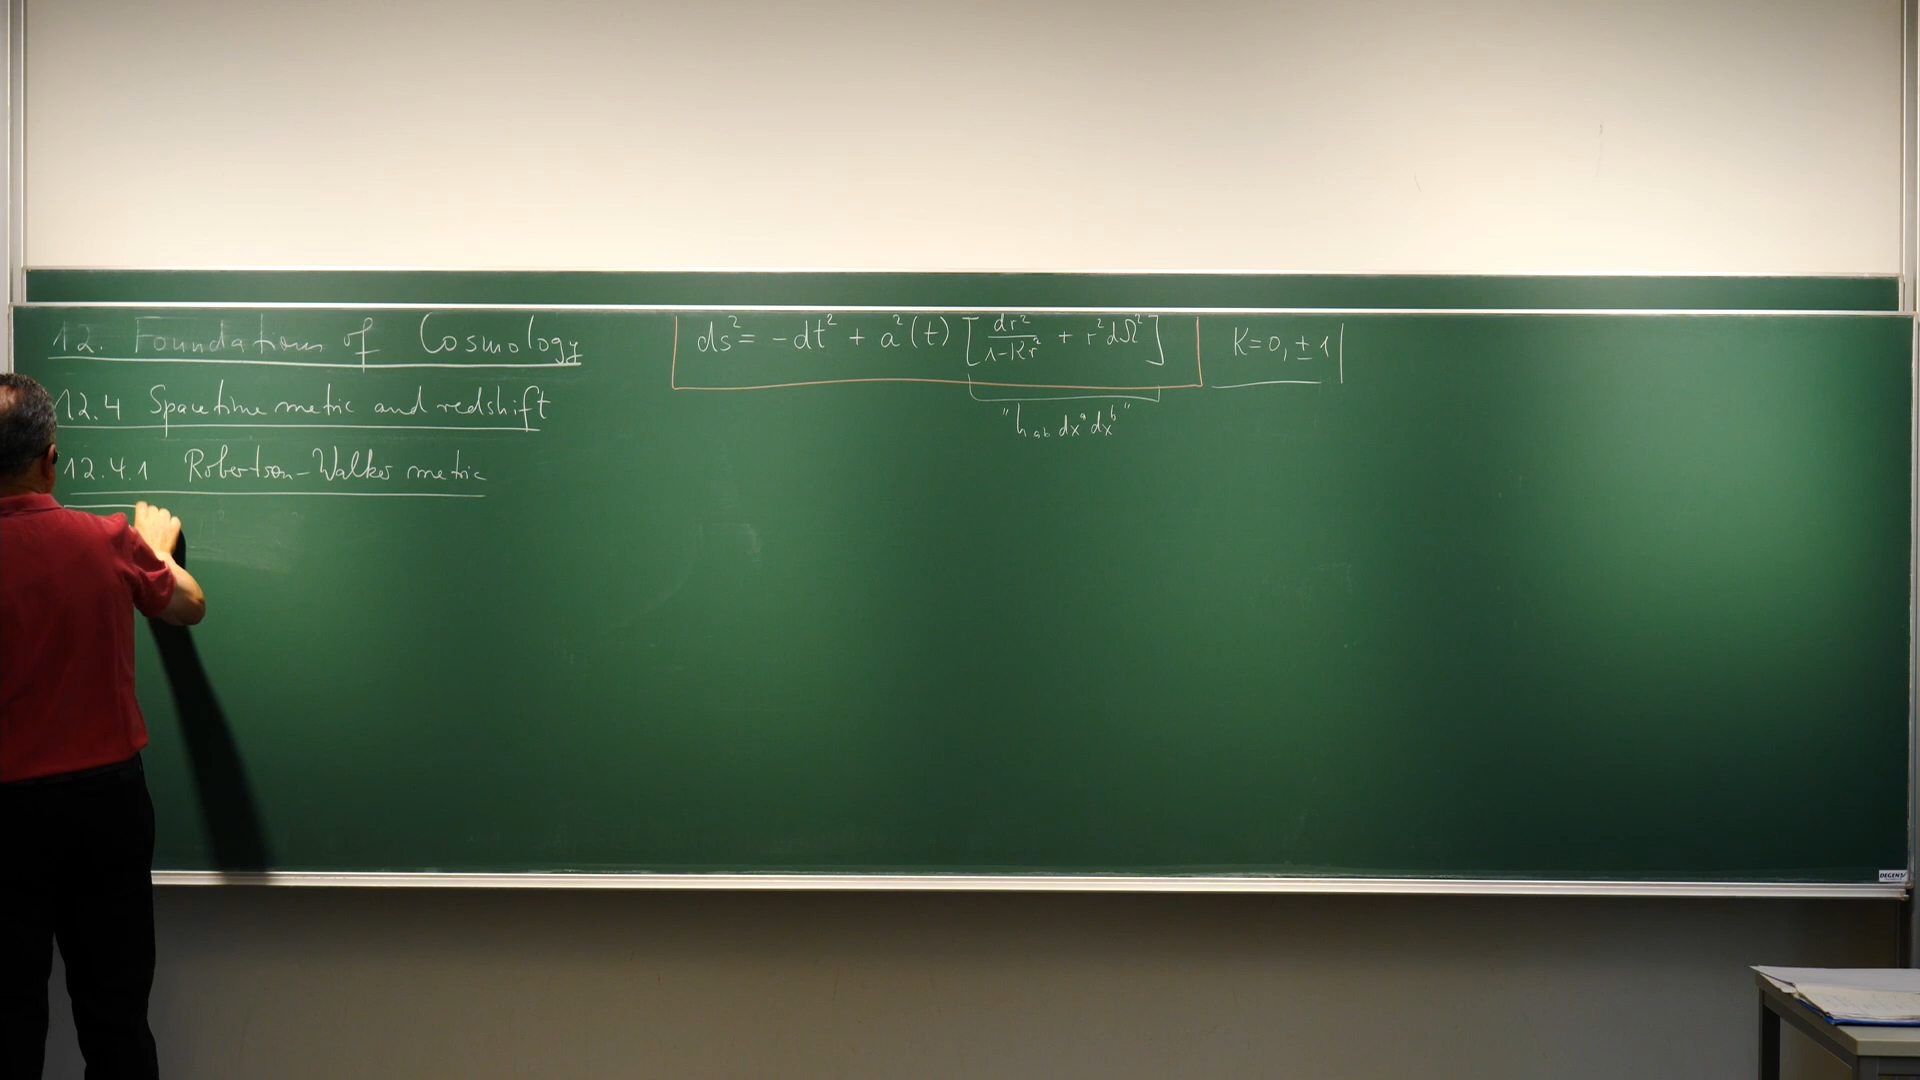 12. Foundations of Cosmology
12.4 Spacetime metric and redshift
12.4.1 Robertson-Walker metric
ds² = -dt² + a²(t) [ dr²/(1-Kr²) + r²dΩ² ] K=0, ±1
"h_ab dx^a dx^b"